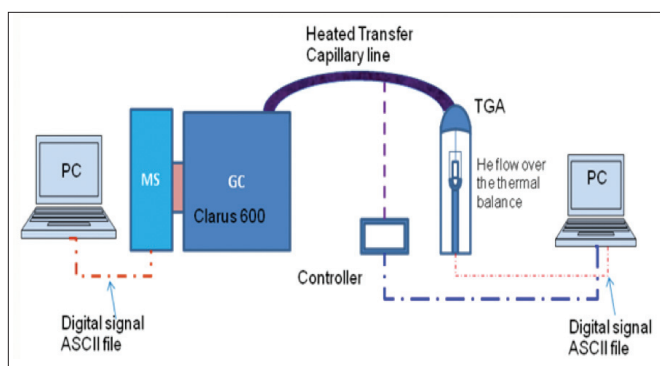 Heated Transfer
Capillary line
TGA
PC
MS
GC
Clarus 600
He flow over
the thermal
balance
PC
Controller
Digital signal
ASCII file
Digital signal
ASCII file